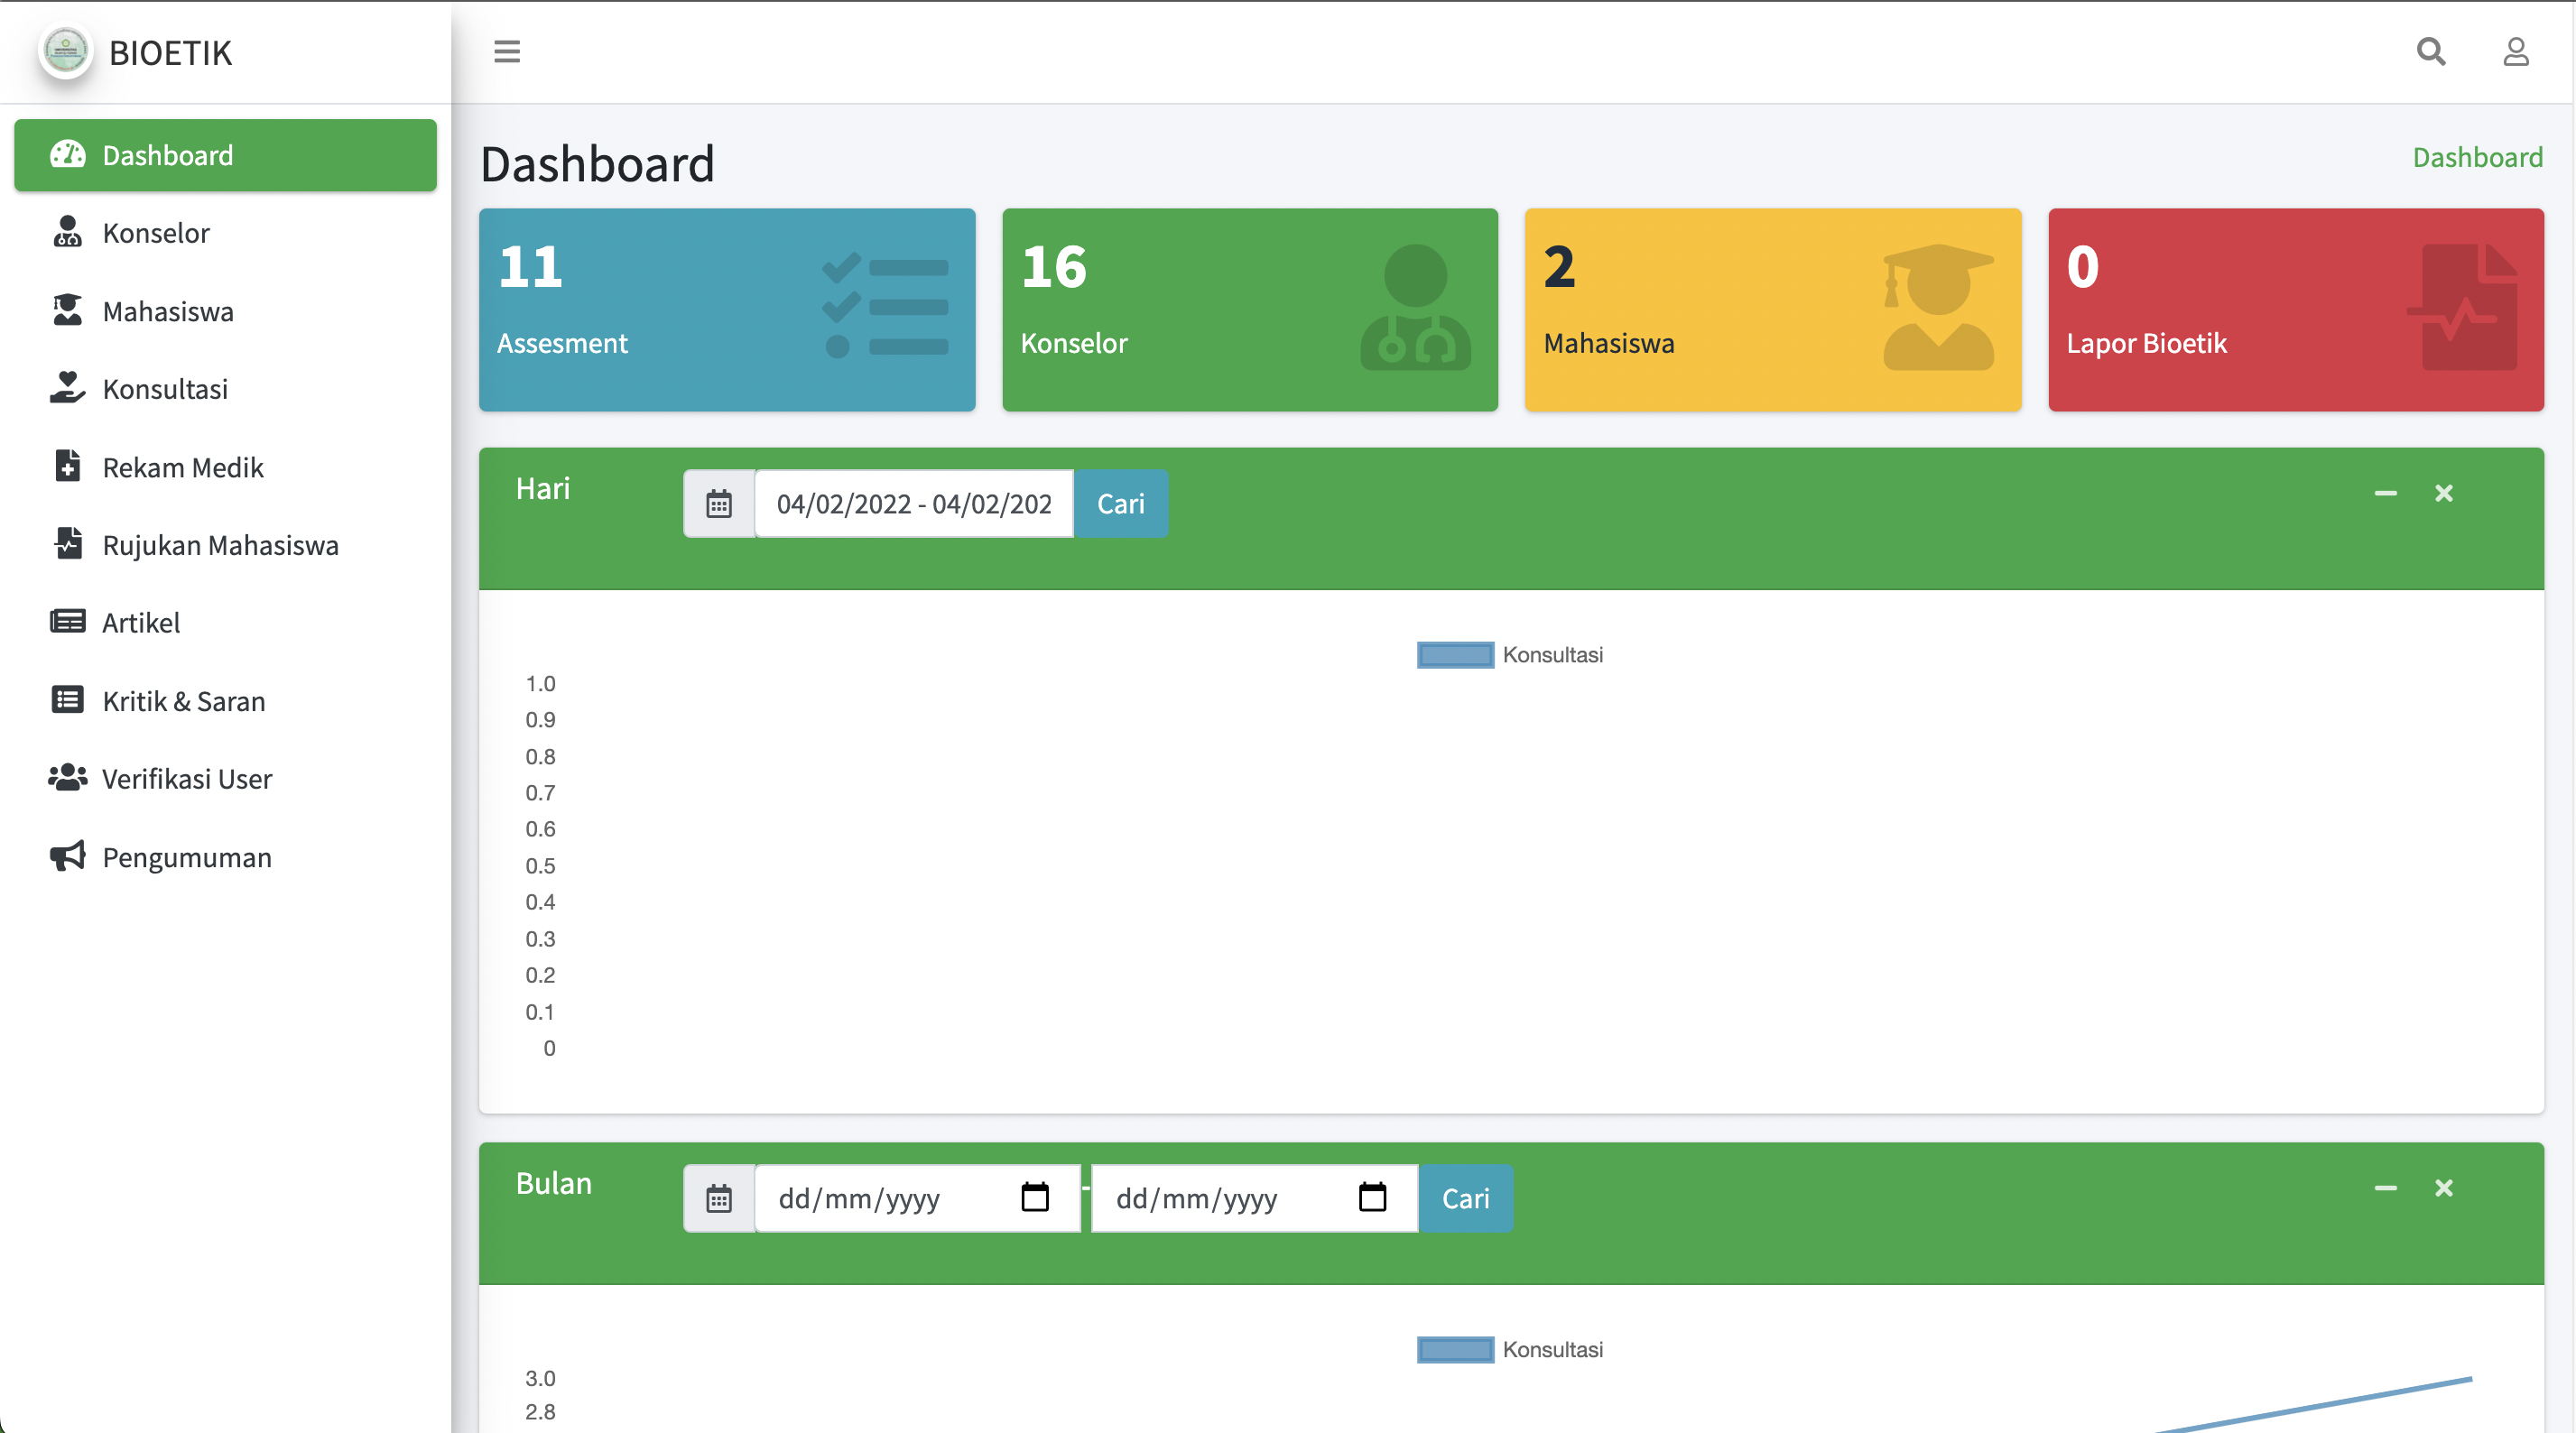 BIOETIK
Dashboard
Konselor
Mahasiswa
Konsultasi
Rekam Medik
Rujukan Mahasiswa
Artikel
Kritik & Saran
Verifikasi User
Pengumuman
Dashboard
Dashboard
11
Assesment
16
Konselor
2
Mahasiswa
0
Lapor Bioetik
Hari
04/02/2022 - 04/02/202
Cari
Konsultasi
1.0
0.9
0.8
0.7
0.6
0.5
0.4
0.3
0.2
0.1
0
Bulan
dd/mm/yyyy
-
dd/mm/yyyy
Cari
Konsultasi
3.0
2.8